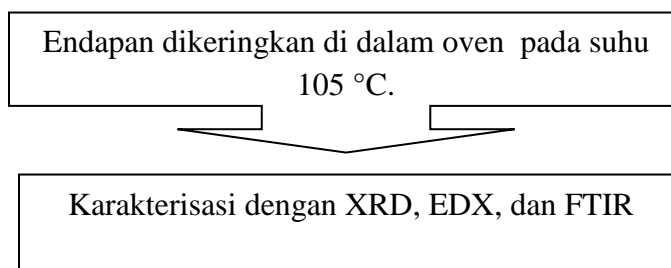 Endapan dikeringkan di dalam oven pada suhu
105 °C.
Karakterisasi dengan XRD, EDX, dan FTIR